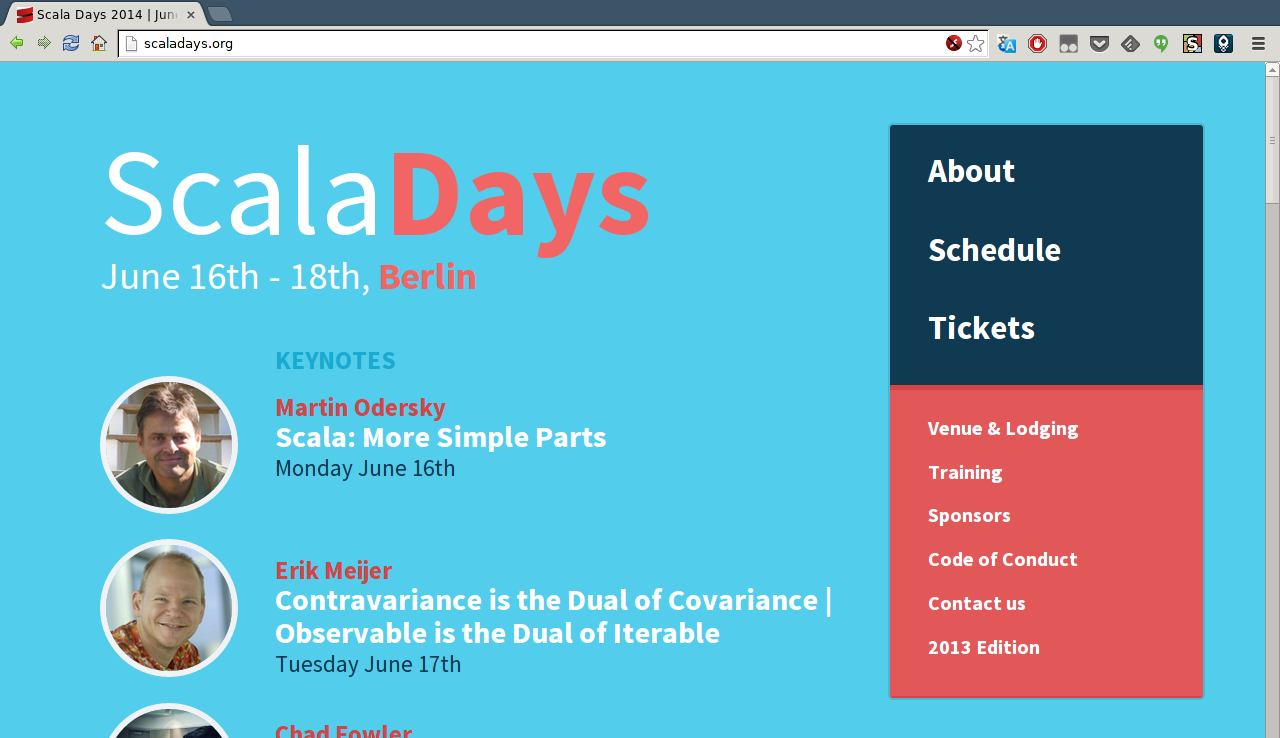 Scala Days 2014 | Jun
scaladays.org
ScalaDays
June 16th - 18th, Berlin
KEYNOTES
Martin Odersky
Scala: More Simple Parts
Monday June 16th
Erik Meijer
Contravariance is the Dual of Covariance |
Observable is the Dual of Iterable
Tuesday June 17th
Chad Fowler
About
Schedule
Tickets
Venue & Lodging
Training
Sponsors
Code of Conduct
Contact us
2013 Edition